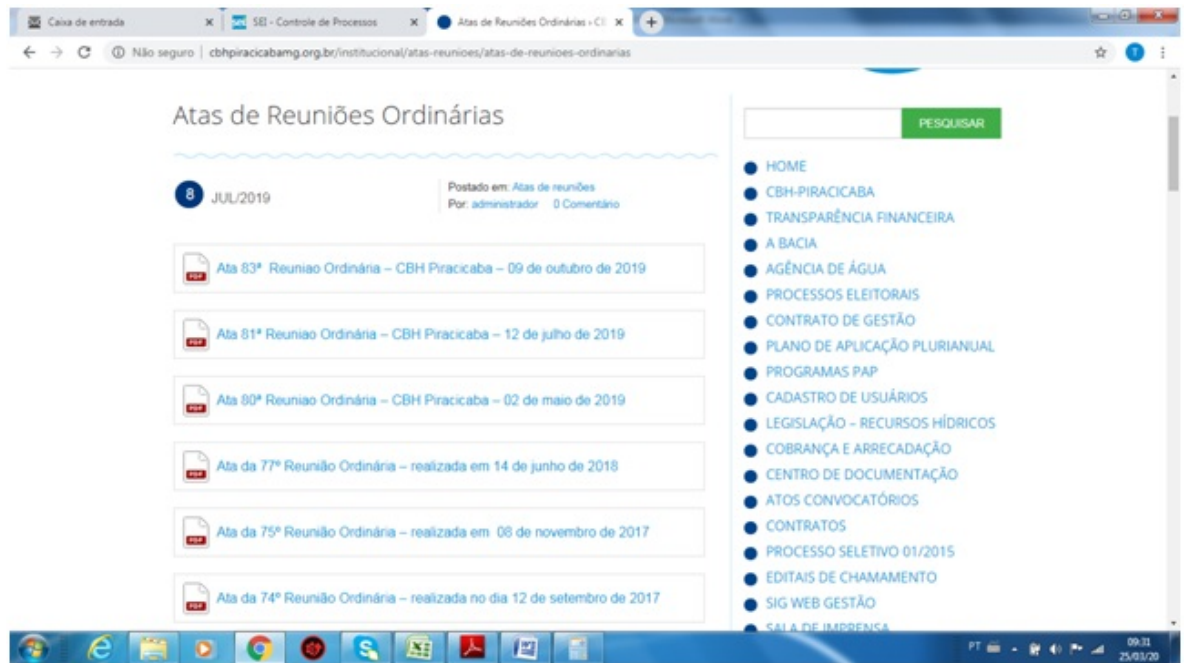 Caixa de entrada
SEI - Controle de Processos
Atas de Reuniões Ordinárias › CB
Não seguro | cbhpiracicabamg.org.br/institucional/atas-reunioes/atas-de-reunioes-ordinarias
T
Atas de Reuniões Ordinárias
8 JUL/2019
Postado em: Atas de reuniões
Por: administrador 0 Comentário
Ata 83ª Reuniao Ordinária – CBH Piracicaba – 09 de outubro de 2019
Ata 81ª Reuniao Ordinária – CBH Piracicaba – 12 de julho de 2019
Ata 80ª Reuniao Ordinária – CBH Piracicaba – 02 de maio de 2019
Ata da 77º Reunião Ordinária – realizada em 14 de junho de 2018
Ata da 75º Reunião Ordinária – realizada em 08 de novembro de 2017
Ata da 74º Reunião Ordinária – realizada no dia 12 de setembro de 2017
PESQUISAR
HOME
CBH-PIRACICABA
TRANSPARÊNCIA FINANCEIRA
A BACIA
AGÊNCIA DE ÁGUA
PROCESSOS ELEITORAIS
CONTRATO DE GESTÃO
PLANO DE APLICAÇÃO PLURIANUAL
PROGRAMAS PAP
CADASTRO DE USUÁRIOS
LEGISLAÇÃO – RECURSOS HÍDRICOS
COBRANÇA E ARRECADAÇÃO
CENTRO DE DOCUMENTAÇÃO
ATOS CONVOCATÓRIOS
CONTRATOS
PROCESSO SELETIVO 01/2015
EDITAIS DE CHAMAMENTO
SIG WEB GESTÃO
SALA DE IMPRENSA
PT
09:31
25/03/20